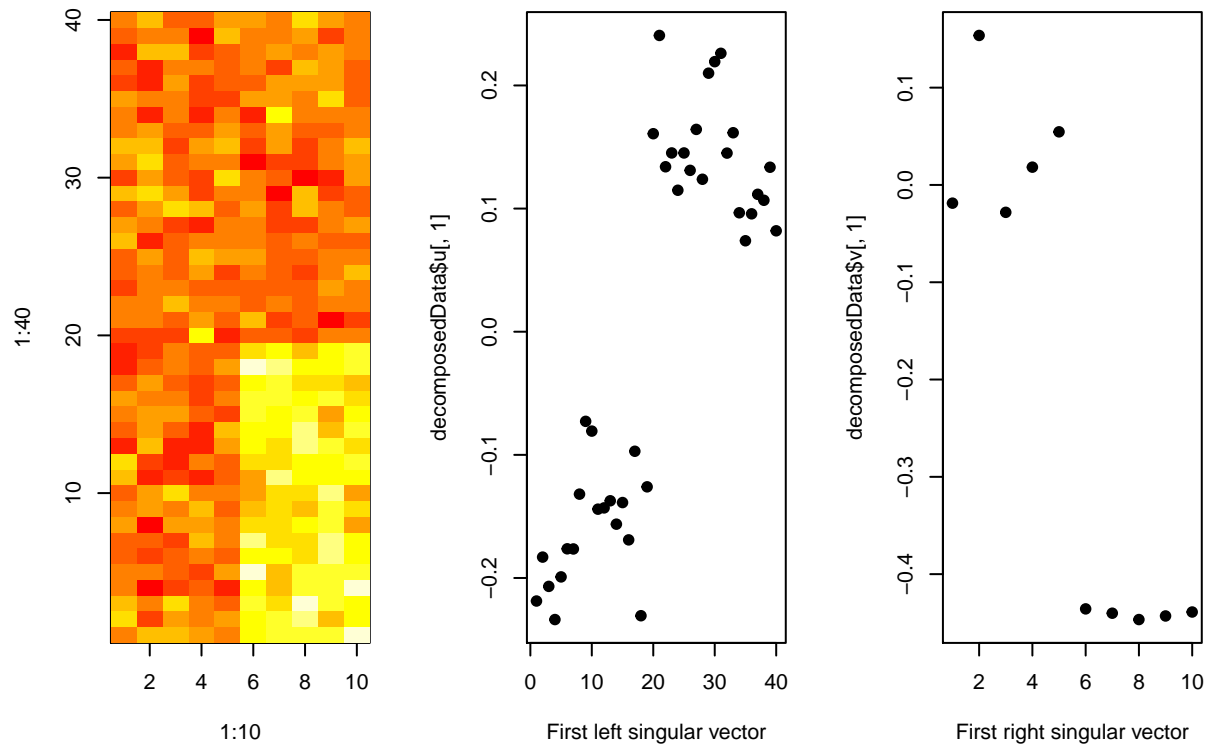 40
30
20
10
1:40
2 4 6 8 10
1:10
0.2
0.1
0.0
−0.1
−0.2
decomposedData$u[, 1]
0 10 20 30 40
First left singular vector
0.1
0.0
−0.1
−0.2
−0.3
−0.4
decomposedData$v[, 1]
2 4 6 8 10
First right singular vector